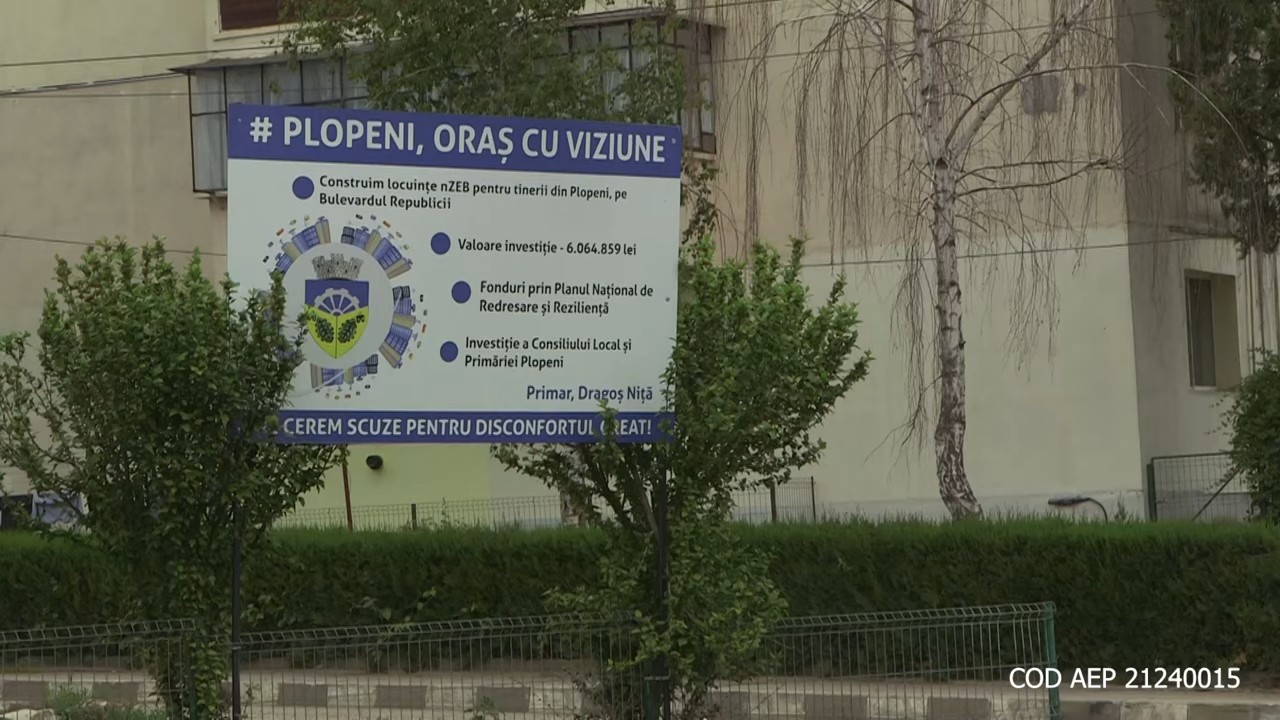 # PLOPENI, ORAȘ CU VIZIUNE
Construim locuințe nZEB pentru tinerii din Plopeni, pe
Bulevardul Republicii
Valoare investiție - 6.064.859 lei
Fonduri prin Planul Național de
Redresare și Reziliență
Investiție a Consiliului Local și
Primăriei Plopeni
Primar, Dragoș Niță
CEREM SCUZE PENTRU DISCONFORTUL CREAT!
COD AEP 21240015